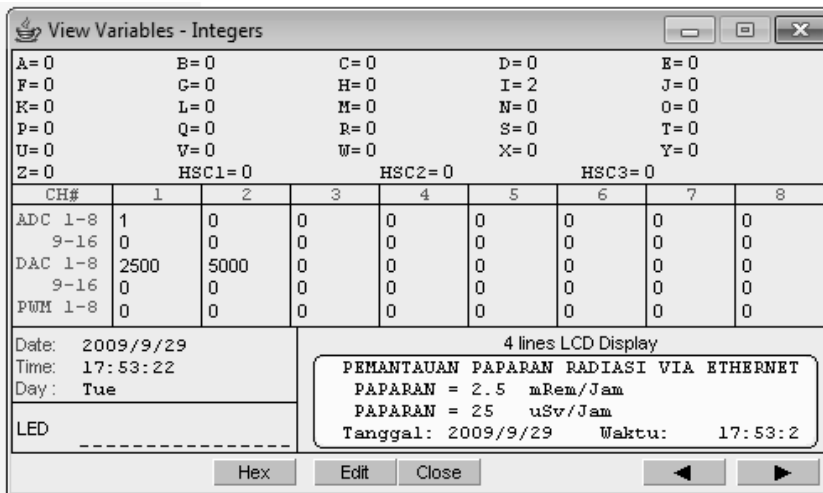 View Variables - Integers
A= 0 B= 0 C= 0 D= 0 E= 0
F= 0 G= 0 H= 0 I= 2 J= 0
K= 0 L= 0 M= 0 N= 0 O= 0
P= 0 Q= 0 R= 0 S= 0 T= 0
U= 0 V= 0 W= 0 X= 0 Y= 0
Z= 0 HSC1= 0 HSC2= 0 HSC3= 0
CH# 1 2 3 4 5 6 7 8
ADC 1-8 1 0 0 0 0 0 0 0
9-16 0 0 0 0 0 0 0 0
DAC 1-8 2500 5000 0 0 0 0 0 0
9-16 0 0 0 0 0 0 0 0
PWM 1-8 0 0 0 0 0 0 0 0
Date: 2009/9/29
Time: 17:53:22
Day : Tue
LED
4 lines LCD Display
PEMANTAUAN PAPARAN RADIASI VIA ETHERNET
PAPARAN = 2.5 mRem/Jam
PAPARAN = 25 uSv/Jam
Tanggal: 2009/9/29 Waktu: 17:53:2
Hex Edit Close